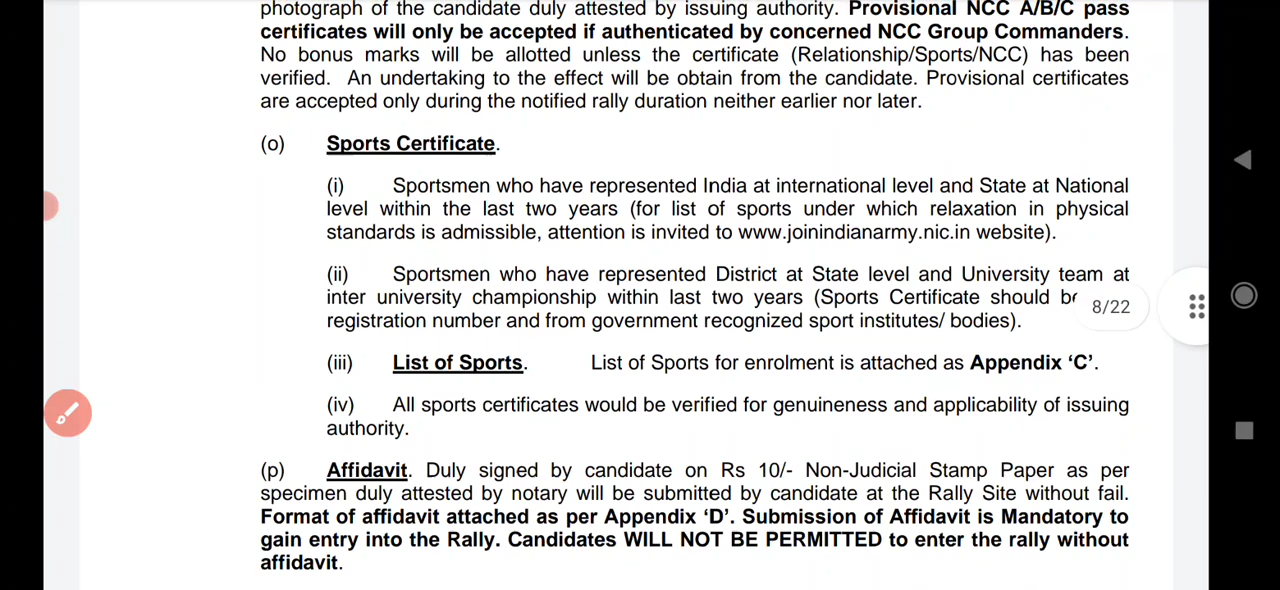 photograph of the candidate duly attested by issuing authority. Provisional NCC A/B/C pass
certificates will only be accepted if authenticated by concerned NCC Group Commanders.
No bonus marks will be allotted unless the certificate (Relationship/Sports/NCC) has been
verified. An undertaking to the effect will be obtain from the candidate. Provisional certificates
are accepted only during the notified rally duration neither earlier nor later.
(o) Sports Certificate.
(i) Sportsmen who have represented India at international level and State at National
level within the last two years (for list of sports under which relaxation in physical
standards is admissible, attention is invited to www.joinindianarmy.nic.in website).
(ii) Sportsmen who have represented District at State level and University team at
inter university championship within last two years (Sports Certificate should
registration number and from government recognized sport institutes/ bodies).
8/22
(iii) List of Sports. List of Sports for enrolment is attached as Appendix ‘C’.
(iv) All sports certificates would be verified for genuineness and applicability of issuing
authority.
(p) Affidavit. Duly signed by candidate on Rs 10/- Non-Judicial Stamp Paper as per
specimen duly attested by notary will be submitted by candidate at the Rally Site without fail.
Format of affidavit attached as per Appendix ‘D’. Submission of Affidavit is Mandatory to
gain entry into the Rally. Candidates WILL NOT BE PERMITTED to enter the rally without
affidavit.